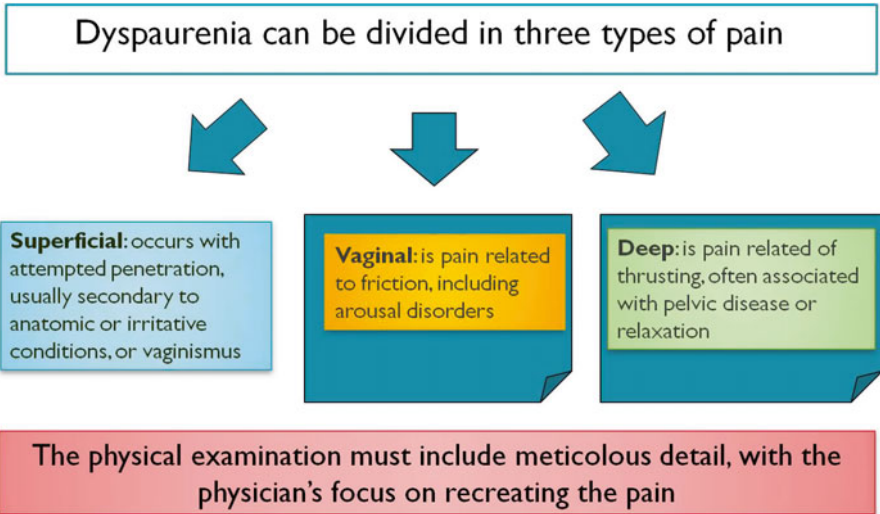 Dyspaurenia can be divided in three types of pain
Superficial: occurs with
attempted penetration,
usually secondary to
anatomic or irritative
conditions, or vaginismus
Vaginal: is pain related
to friction, including
arousal disorders
Deep: is pain related of
thrusting, often associated
with pelvic disease or
relaxation
The physical examination must include meticolous detail, with the
physician's focus on recreating the pain